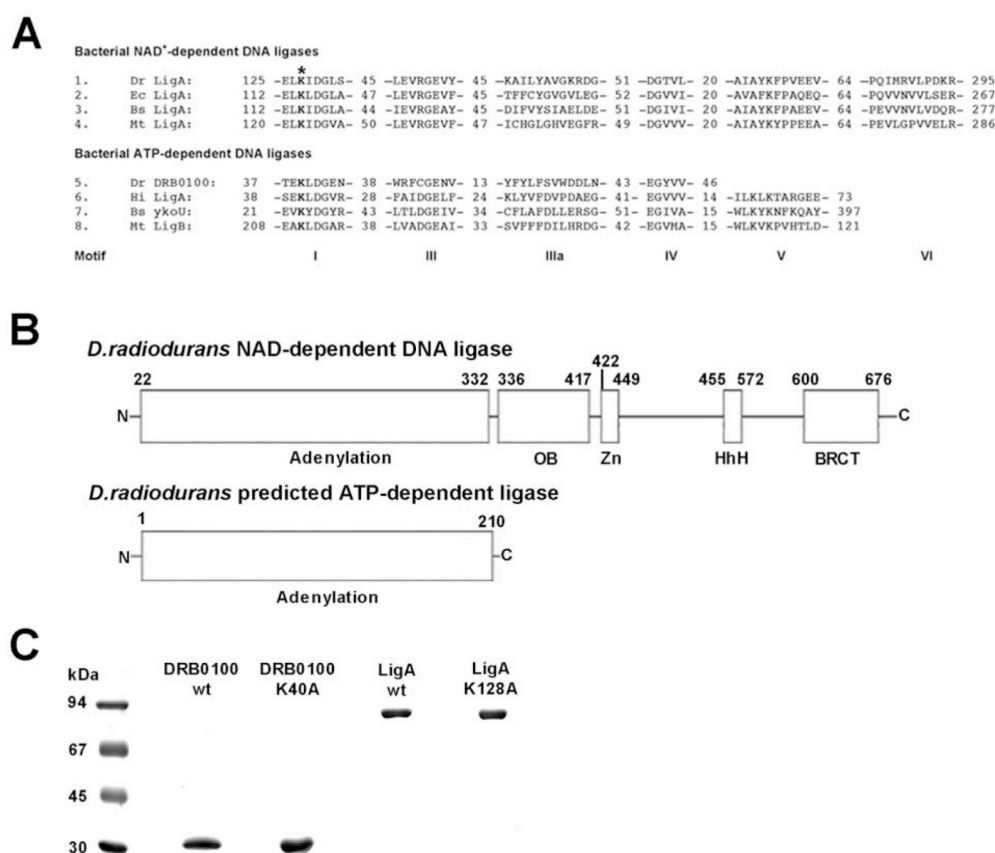 A
Bacterial NAD+-dependent DNA ligases
*
1. Dr LigA: 125 -ELKIDGLS- 45 -LEVRGEVY- 45 -KAILYAVGKRDG- 51 -DGTVL- 20 -AIAYKFPVEEV- 64 -PQIMRVLPDKR- 295
2. Ec LigA: 112 -ELKLDGLA- 47 -LEVRGEVF- 45 -TFFCYGVGVLEG- 52 -DGVVI- 20 -AVAFKFPAQEQ- 64 -PQVVNVVLSER- 267
3. Bs LigA: 112 -ELKIDGLA- 44 -IEVRGEAY- 45 -DIFVYSIAELDE- 51 -DGIVI- 20 -AIAYKFPAEEV- 64 -PEVVNVLVDQR- 277
4. Mt LigA: 120 -ELKIDGVA- 50 -LEVRGEVF- 47 -ICHGLGHVEGFR- 49 -DGVVV- 20 -AIAYKYPPEEA- 64 -PEVLGPVVELR- 286
Bacterial ATP-dependent DNA ligases
5. Dr DRB0100: 37 -TEKLDGEN- 38 -WRFCGENV- 13 -YFYLFSVWDDLN- 43 -EGYVV- 46
6. Hi LigA: 38 -SEKLDGVR- 28 -FAIDGELF- 24 -KLYVFDVPDAEG- 41 -EGVVV- 14 -ILKLKTARGEE- 73
7. Bs ykoU: 21 -EVKYDGYR- 43 -LTLDGEIV- 34 -CFLAFDLLERSG- 51 -EGIVA- 15 -WLKYKNFKQAY- 397
8. Mt LigB: 208 -EAKLDGAR- 38 -LVADGEAI- 33 -SVFFFDILHRDG- 42 -EGVMA- 15 -WLKVKPVHTLD- 121
Motif I III IIIa IV V VI
B
D.radiodurans NAD-dependent DNA ligase
22 332 336 417 422 449 455 572 600 676
N C
Adenylation OB Zn HhH BRCT
D.radiodurans predicted ATP-dependent ligase
1 210
N C
Adenylation
C
kDa DRB0100 wt DRB0100 K40A LigA wt LigA K128A
94
67
45
30